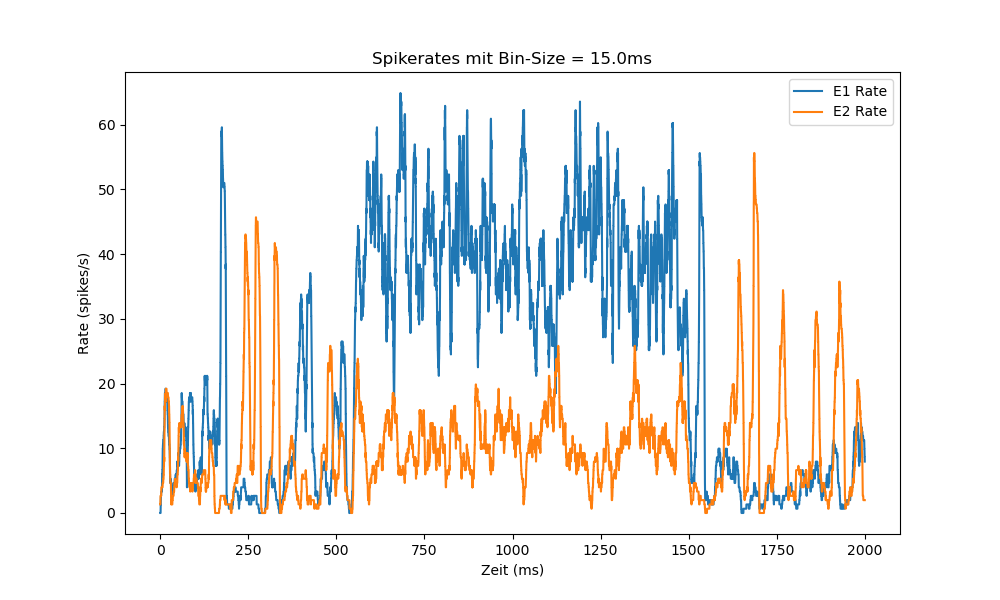 Spikerates mit Bin-Size = 15.0ms
E1 Rate
E2 Rate
Rate (spikes/s)
60
50
40
30
20
10
0
0 250 500 750 1000 1250 1500 1750 2000
Zeit (ms)